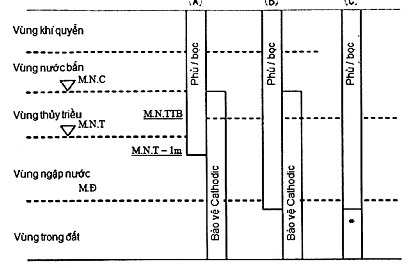 (A) (B) (C)
Vùng khí quyển
Vùng nước bắn
M.N.C
Vùng thủy triều
M.N.TTB
M.N.T
M.N.T – 1m
Vùng ngập nước
M.Đ
Vùng trong đất
Phủ / bọc
Bảo vệ Cathodic
Phủ / bọc
Bảo vệ Cathodic
Phủ / bọc
*